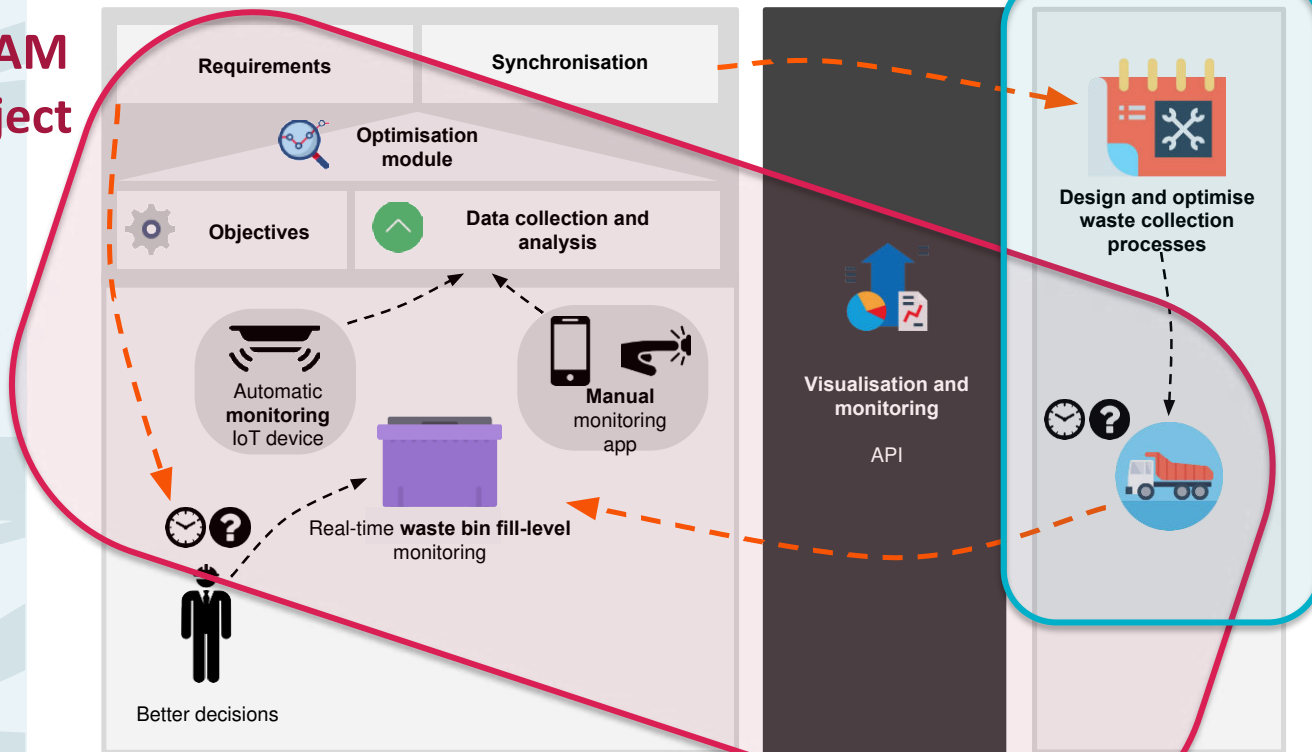 AM
ject
Requirements
Synchronisation
Optimisation
module
Objectives
Data collection and
analysis
Automatic
monitoring
IoT device
Manual
monitoring
app
Real-time waste bin fill-level
monitoring
Better decisions
Visualisation and
monitoring
API
Design and optimise
waste collection
processes